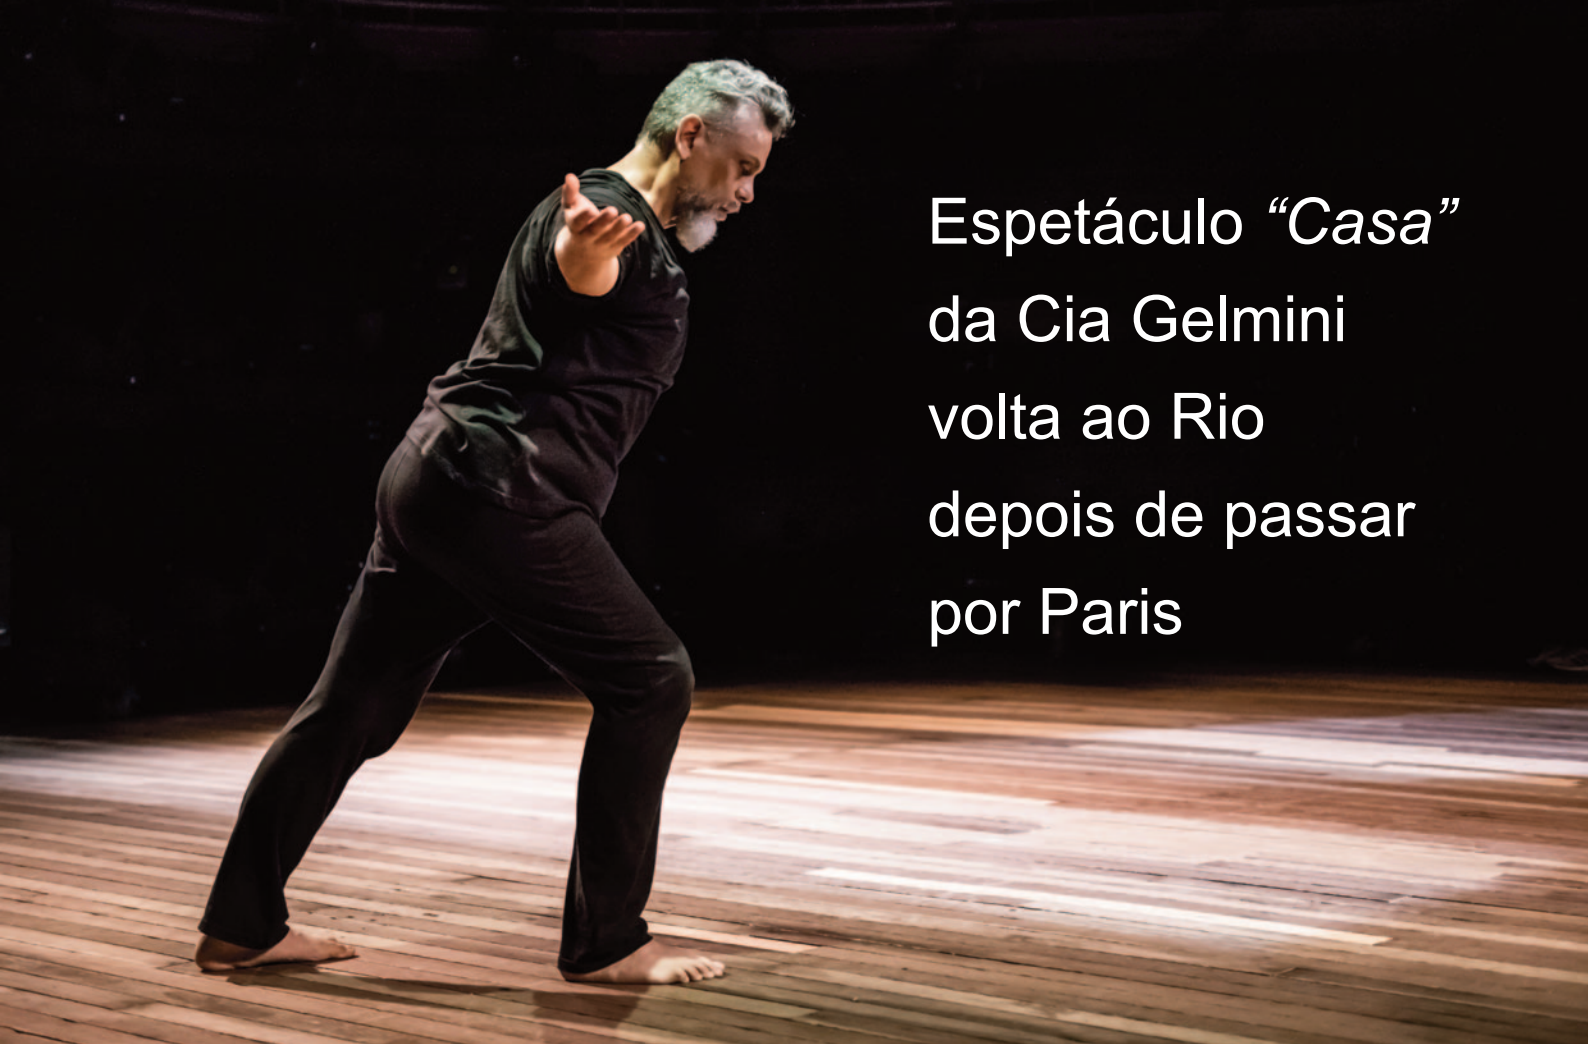 Espetáculo “Casa”
da Cia Gelmini
volta ao Rio
depois de passar
por Paris